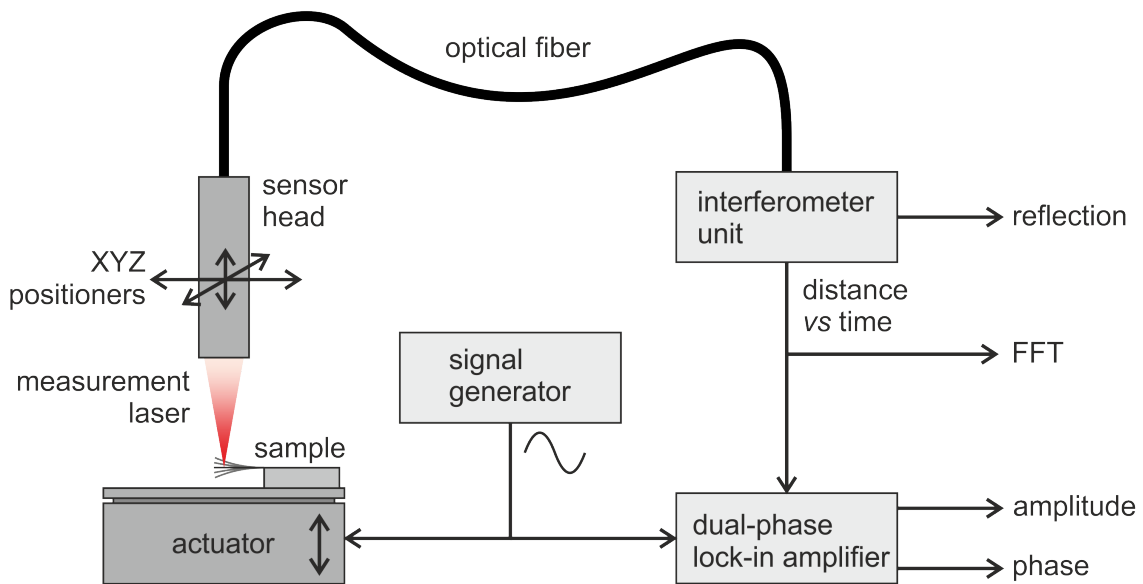 optical fiber
sensor
head
interferometer
unit
reflection
XYZ
positioners
distance
vs time
FFT
signal
generator
measurement
laser
sample
actuator
dual-phase
lock-in amplifier
amplitude
phase